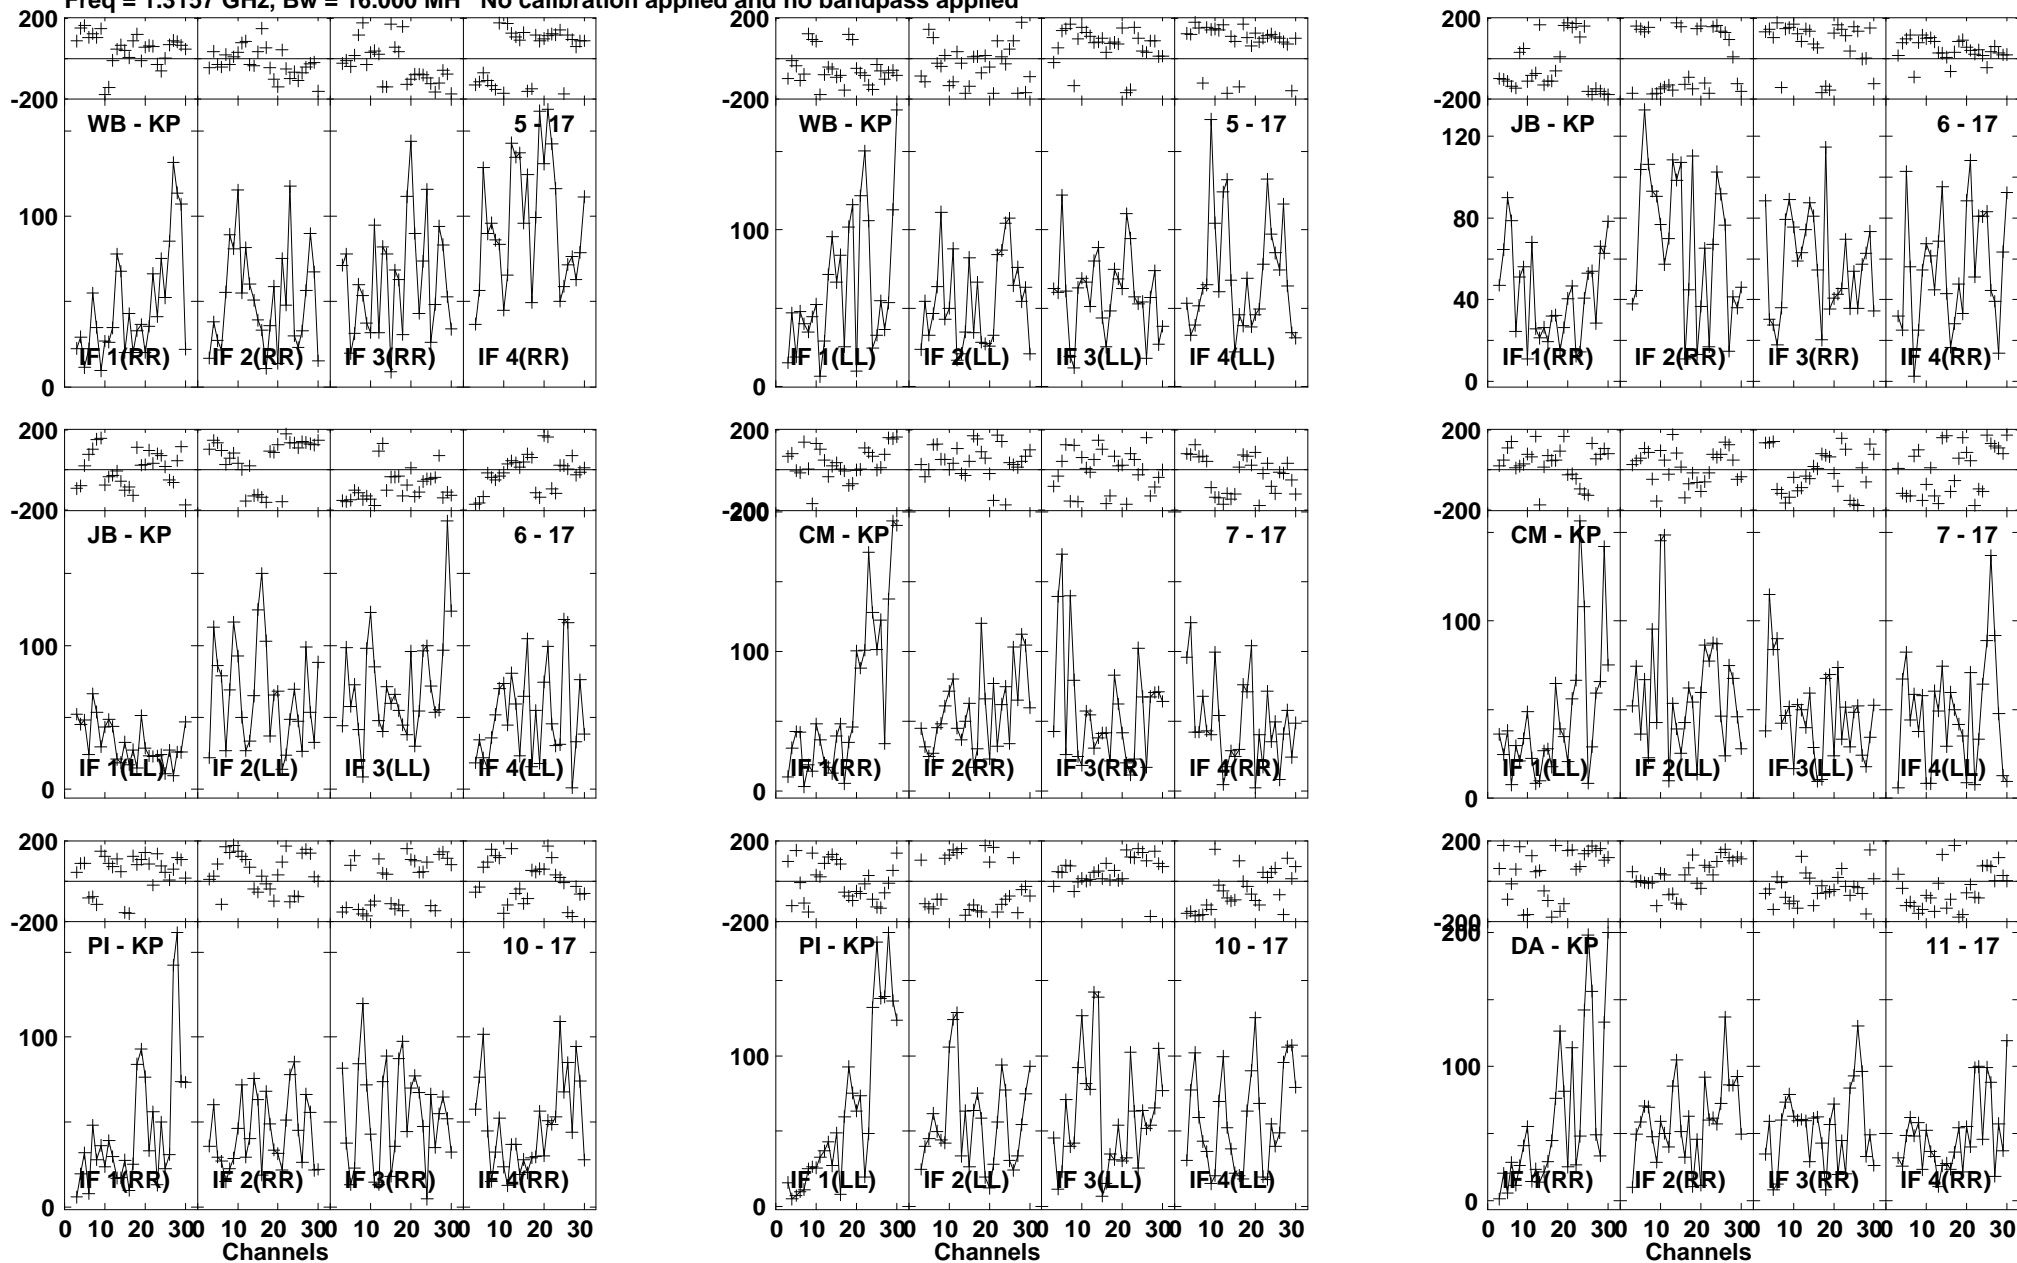 Freq = 1.3157 GHz, Bw = 16.000 MH No calibration applied and no bandpass applied
200 200 200
-200 -200 -200
WB - KP 5 - 17 WB - KP 5 - 17 JB - KP 6 - 17
120
100 100 80
40
IF 1(RR) IF 2(RR) IF 3(RR) IF 4(RR) IF 1(LL) IF 2(LL) IF 3(LL) IF 4(LL) IF 1(RR) IF 2(RR) IF 3(RR) IF 4(RR)
0 0 0
200 200 200
-200 -200 -200
200
JB - KP 6 - 17 CM - KP 7 - 17 CM - KP 7 - 17
100 100 100
IF 1(LL) IF 2(LL) IF 3(LL) IF 4(LL) IF 1(RR) IF 2(RR) IF 3(RR) IF 4(RR) IF 1(LL) IF 2(LL) IF 3(LL) IF 4(LL)
0 0 0
200 200 200
-200 -200 -200
200
PI - KP 10 - 17 PI - KP 10 - 17 DA - KP 11 - 17
100 100 100
IF 1(RR) IF 2(RR) IF 3(RR) IF 4(RR) IF 1(LL) IF 2(LL) IF 3(LL) IF 4(LL) IF 1(RR) IF 2(RR) IF 3(RR) IF 4(RR)
0 0 0
0 10 20 30 0 10 20 30 0 10 20 30 0 10 20 30 0 10 20 30 0 10 20 30 0 10 20 30 0 10 20 30 0 10 20 30 0 10 20 30 0 10 20 30 0 10 20 30
Channels Channels Channels